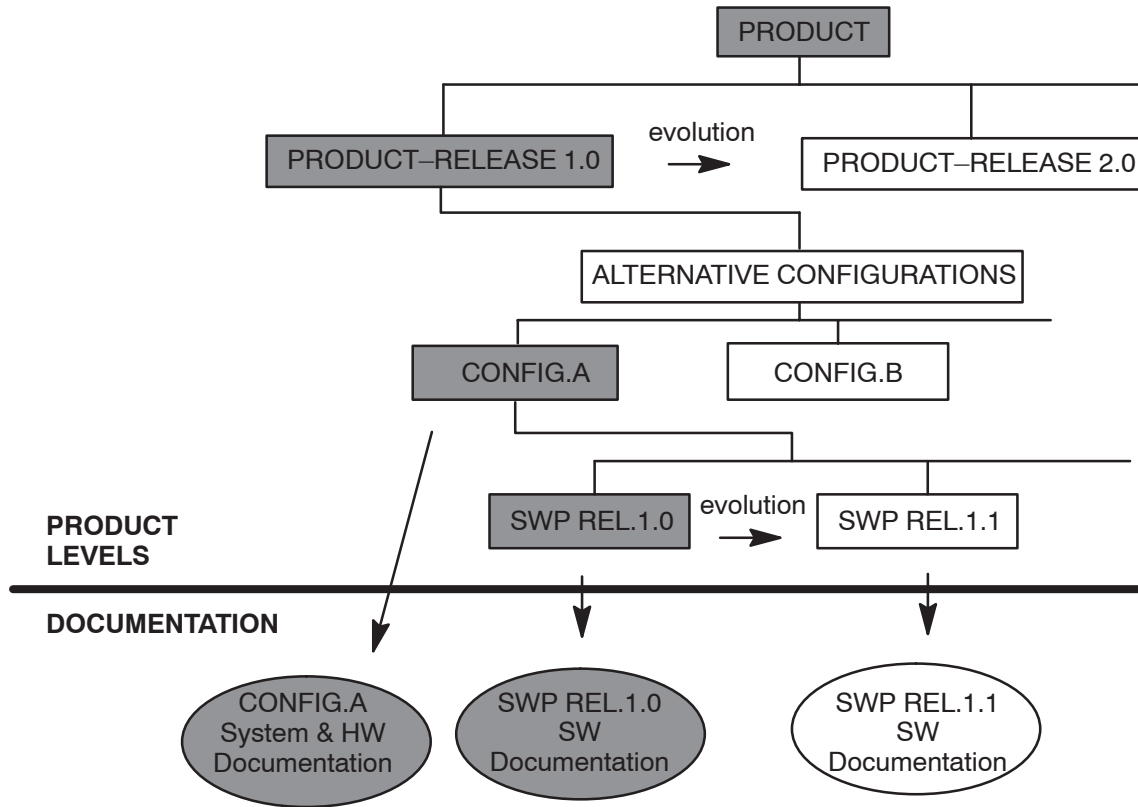 PRODUCT
evolution
PRODUCT–RELEASE 1.0
PRODUCT–RELEASE 2.0
ALTERNATIVE CONFIGURATIONS
CONFIG.A
CONFIG.B
SWP REL.1.0
evolution
SWP REL.1.1
PRODUCT
LEVELS
DOCUMENTATION
CONFIG.A
System & HW
Documentation
SWP REL.1.0
SW
Documentation
SWP REL.1.1
SW
Documentation